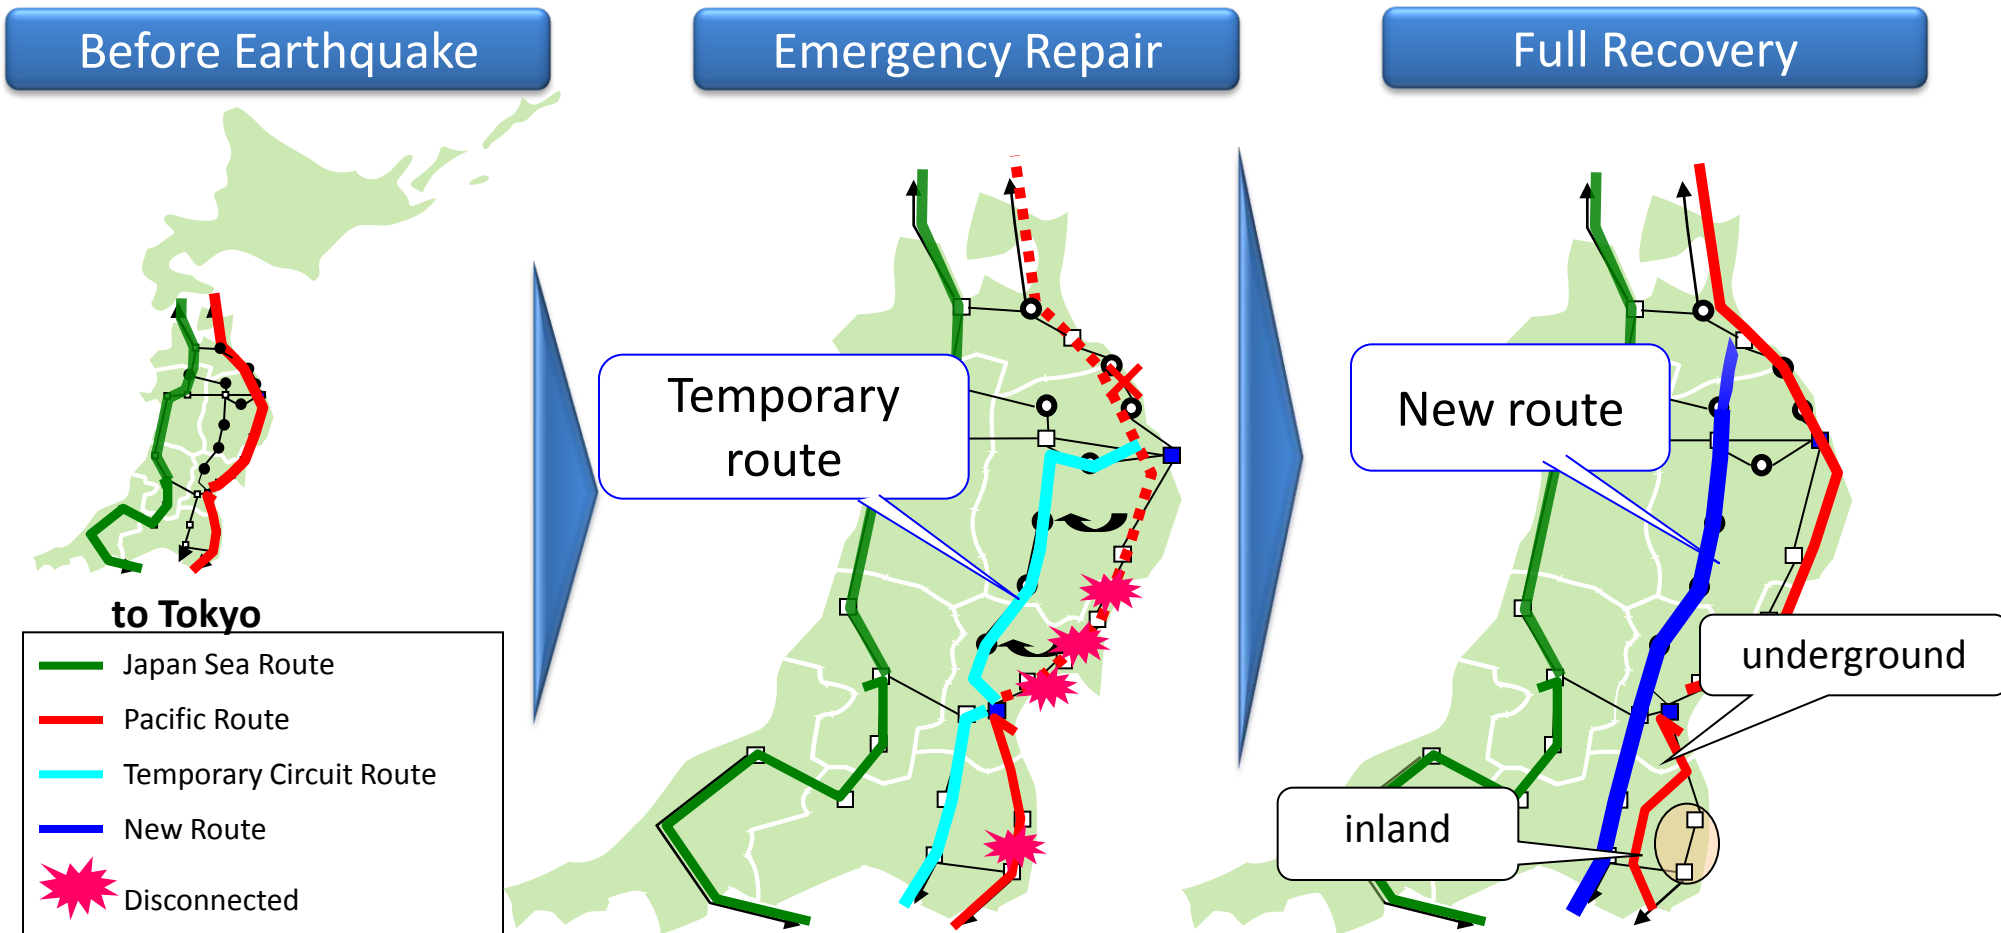 Before Earthquake
Emergency Repair
Full Recovery
Temporary
route
New route
to Tokyo
Japan Sea Route
Pacific Route
Temporary Circuit Route
New Route
Disconnected
underground
inland